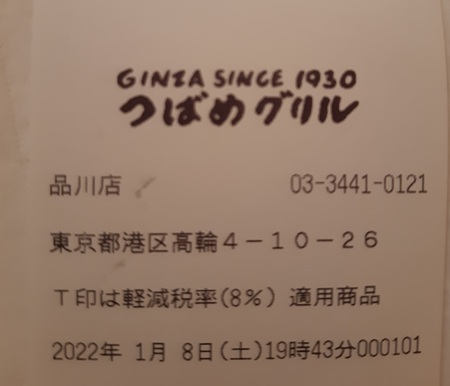 GINZA SINCE 1930
つばめグリル
品川店 03-3441-0121
東京都港区高輪4-10-26
T印は軽減税率(8%) 適用商品
2022年 1月 8日(土)19時43分000101